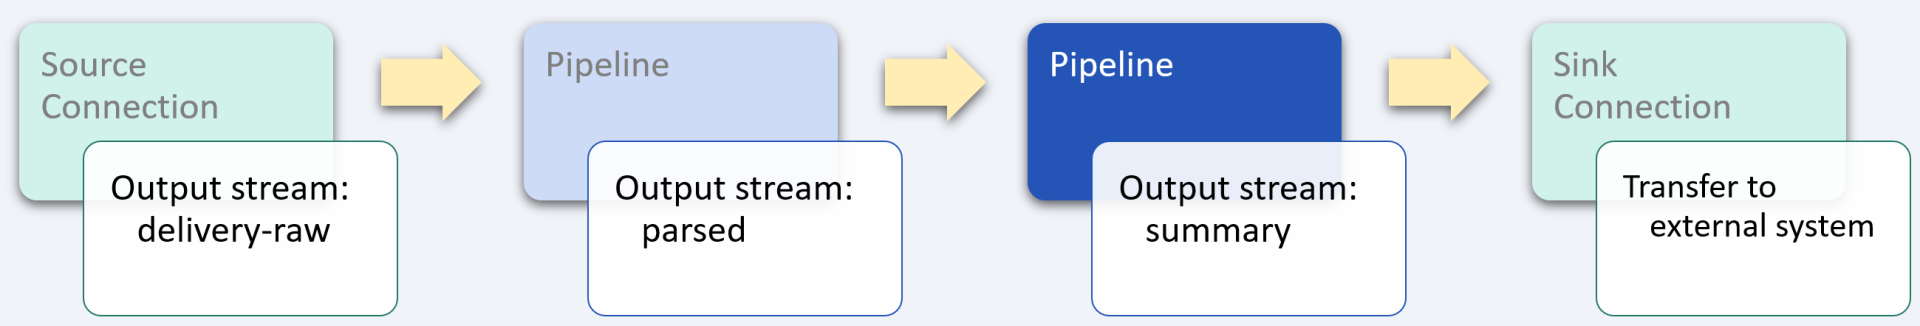 Source
Connection
Output stream:
delivery-raw
Pipeline
Output stream:
parsed
Pipeline
Output stream:
summary
Sink
Connection
Transfer to
external system